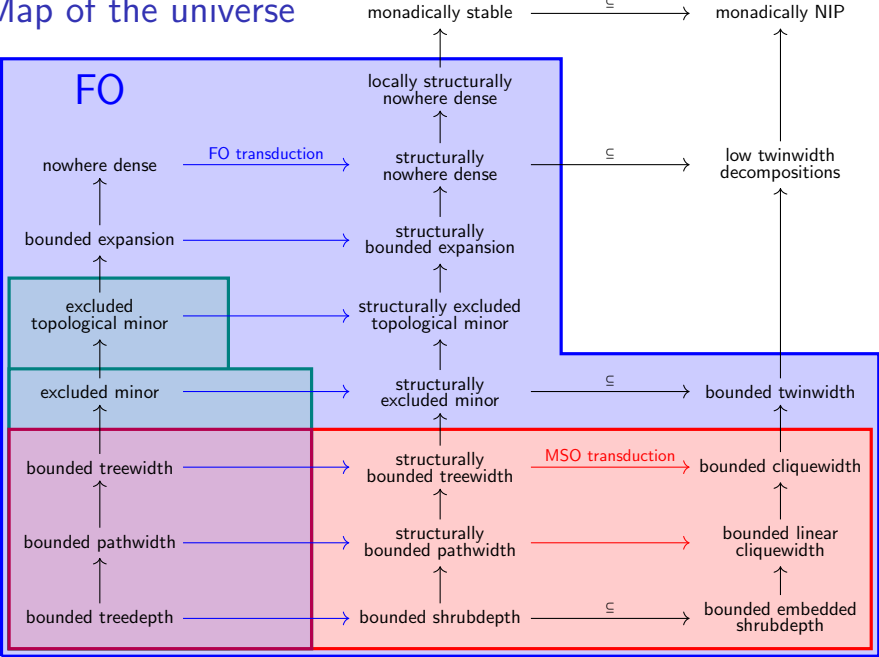 Map of the universe
monadically stable
⊆
monadically NIP
FO
locally structurally
nowhere dense
nowhere dense
FO transduction
structurally
nowhere dense
⊆
low twinwidth
decompositions
bounded expansion
structurally
bounded expansion
excluded
topological minor
structurally excluded
topological minor
excluded minor
structurally
excluded minor
⊆
bounded twinwidth
bounded treewidth
structurally
bounded treewidth
MSO transduction
bounded cliquewidth
bounded pathwidth
structurally
bounded pathwidth
bounded linear
cliquewidth
bounded treedepth
bounded shrubdepth
⊆
bounded embedded
shrubdepth